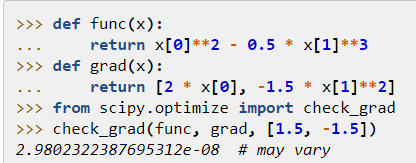 >>> def func(x):
...     return x[0]**2 - 0.5 * x[1]**3
>>> def grad(x):
...     return [2 * x[0], -1.5 * x[1]**2]
>>> from scipy.optimize import check_grad
>>> check_grad(func, grad, [1.5, -1.5])
2.9802322387695312e-08  # may vary